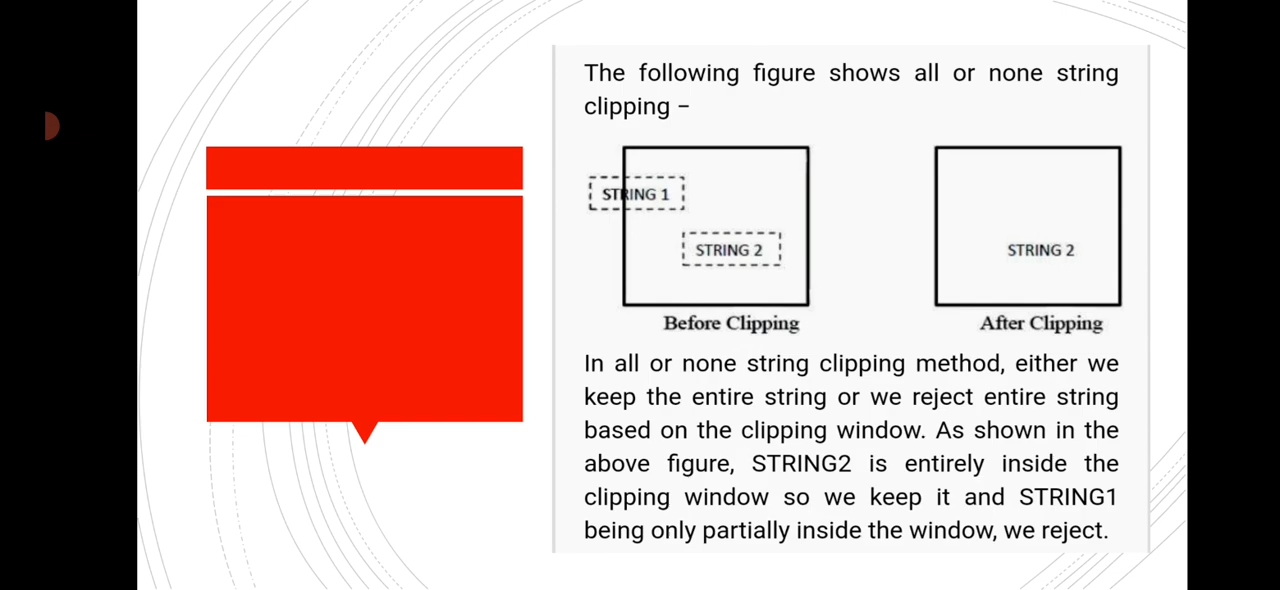 The following figure shows all or none string
clipping −
STRING 1
STRING 2
STRING 2
Before Clipping
After Clipping
In all or none string clipping method, either we
keep the entire string or we reject entire string
based on the clipping window. As shown in the
above figure, STRING2 is entirely inside the
clipping window so we keep it and STRING1
being only partially inside the window, we reject.